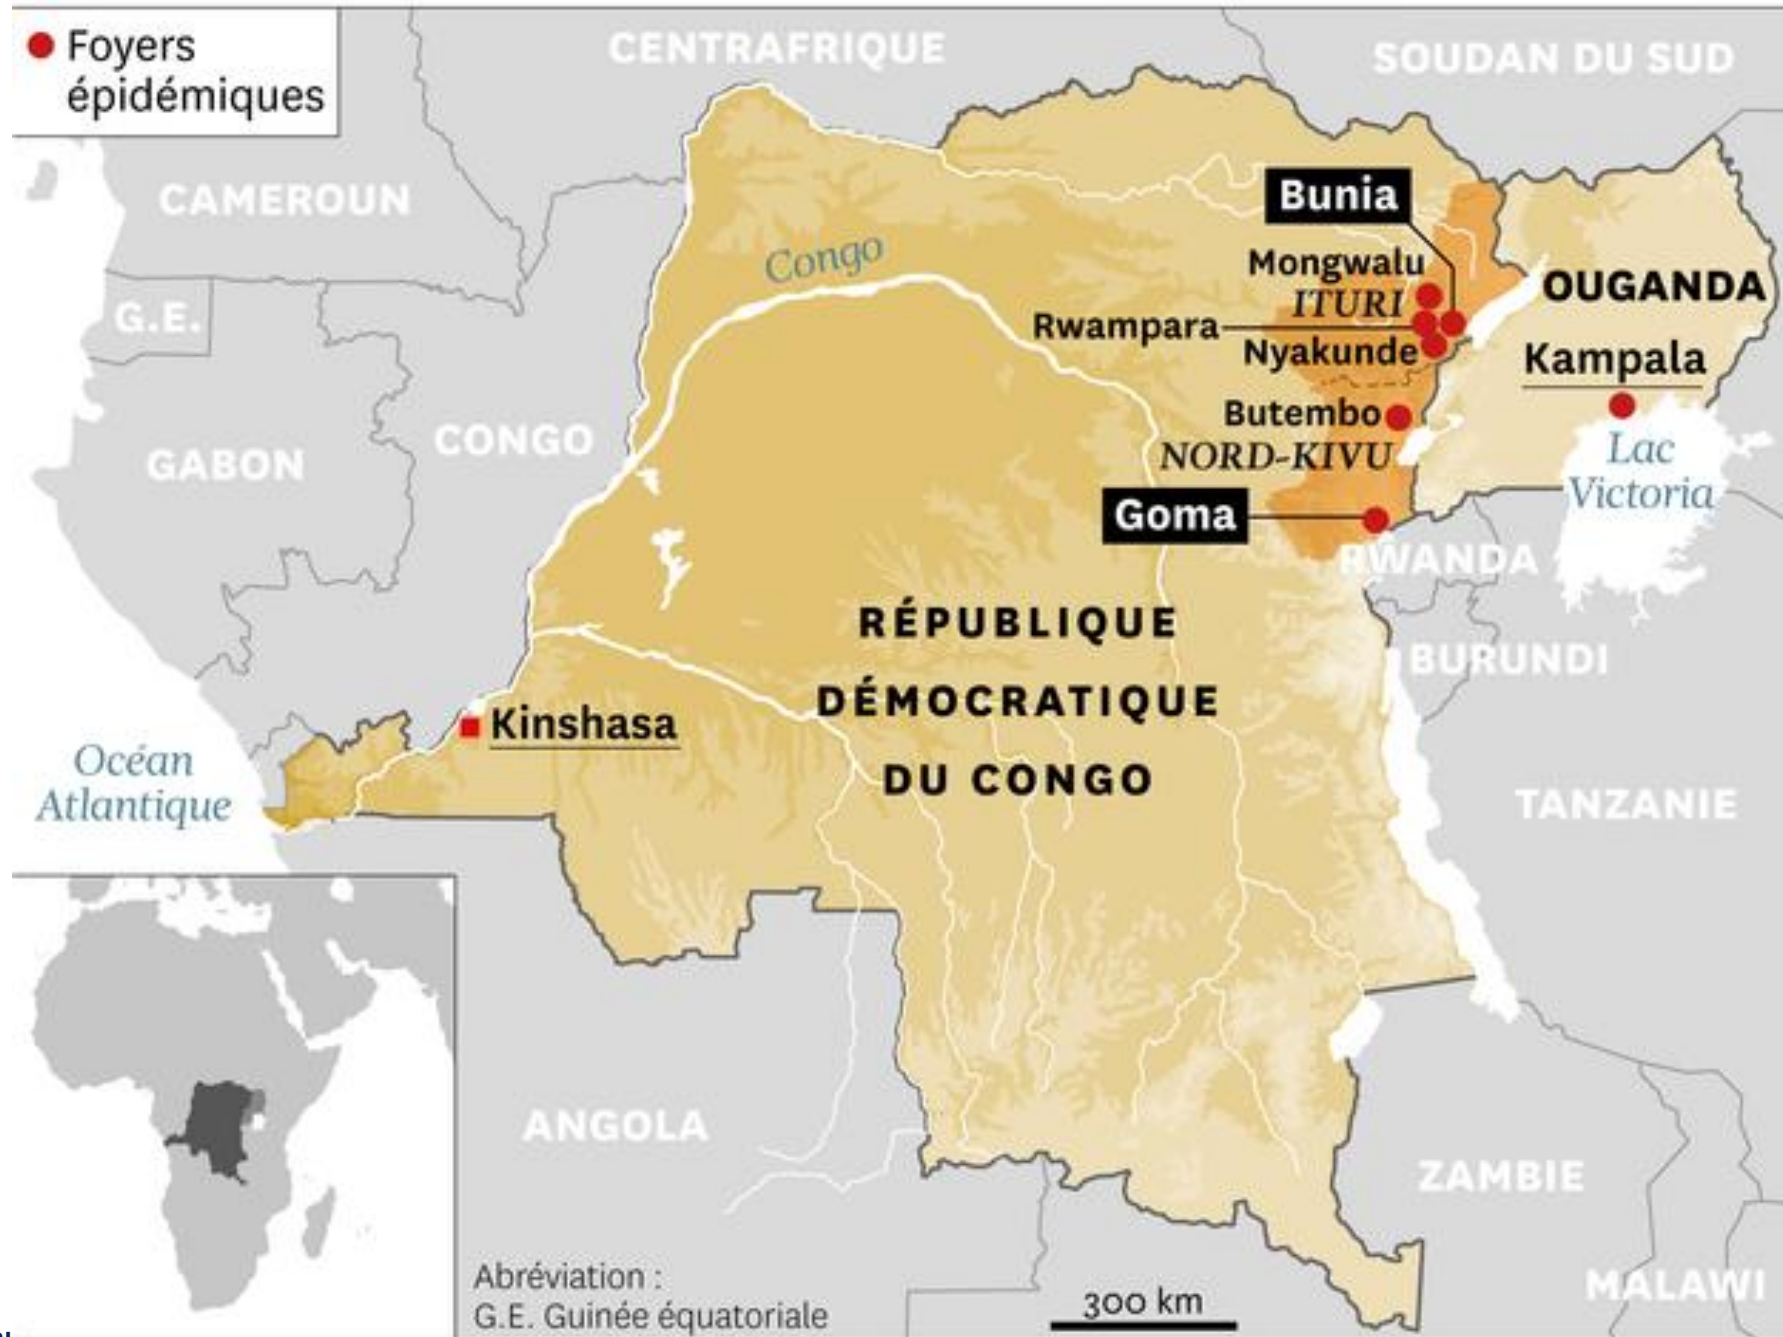 Foyers
épidémiques
CENTRAFRIQUE
SOUDAN DU SUD
CAMEROUN
Bunia
Congo
Mongwalu
ITURI
OUGANDA
G.E.
Rwampara
Nyakunde
Kampala
Butembo
CONGO
NORD-KIVU
Lac
Victoria
GABON
Goma
RWANDA
RÉPUBLIQUE
DÉMOCRATIQUE
DU CONGO
BURUNDI
Kinshasa
Océan
Atlantique
TANZANIE
ANGOLA
ZAMBIE
MALAWI
Abréviation :
G.E. Guinée équatoriale
300 km